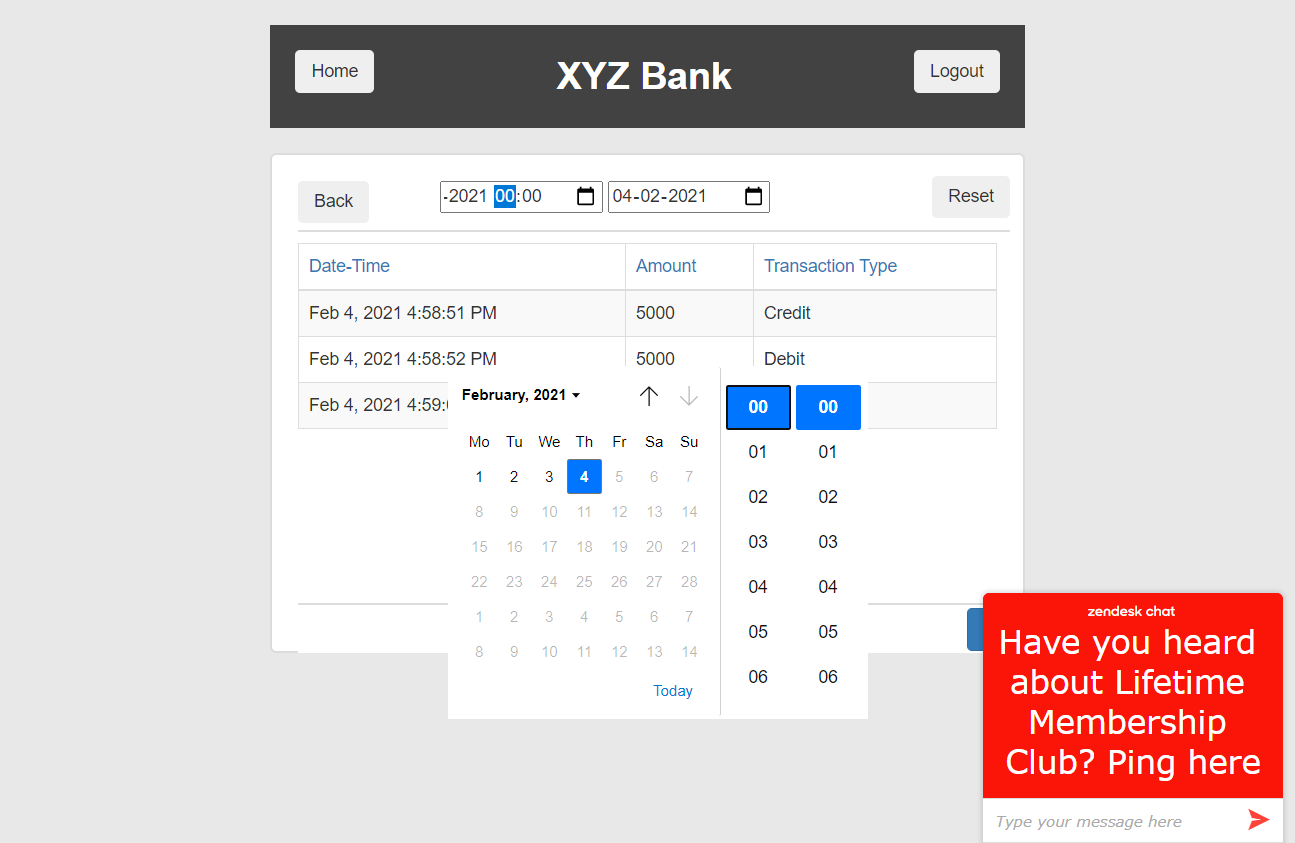 Home XYZ Bank Logout
Back -2021 00:00 04-02-2021 Reset
Date-Time Amount Transaction Type
Feb 4, 2021 4:58:51 PM 5000 Credit
Feb 4, 2021 4:58:52 PM 5000 Debit
Feb 4, 2021 4:59:
February, 2021
Mo Tu We Th Fr Sa Su
1 2 3 4 5 6 7
8 9 10 11 12 13 14
15 16 17 18 19 20 21
22 23 24 25 26 27 28
1 2 3 4 5 6 7
8 9 10 11 12 13 14
Today
00 00
01 01
02 02
03 03
04 04
05 05
06 06
zendesk chat
Have you heard
about Lifetime
Membership
Club? Ping here
Type your message here